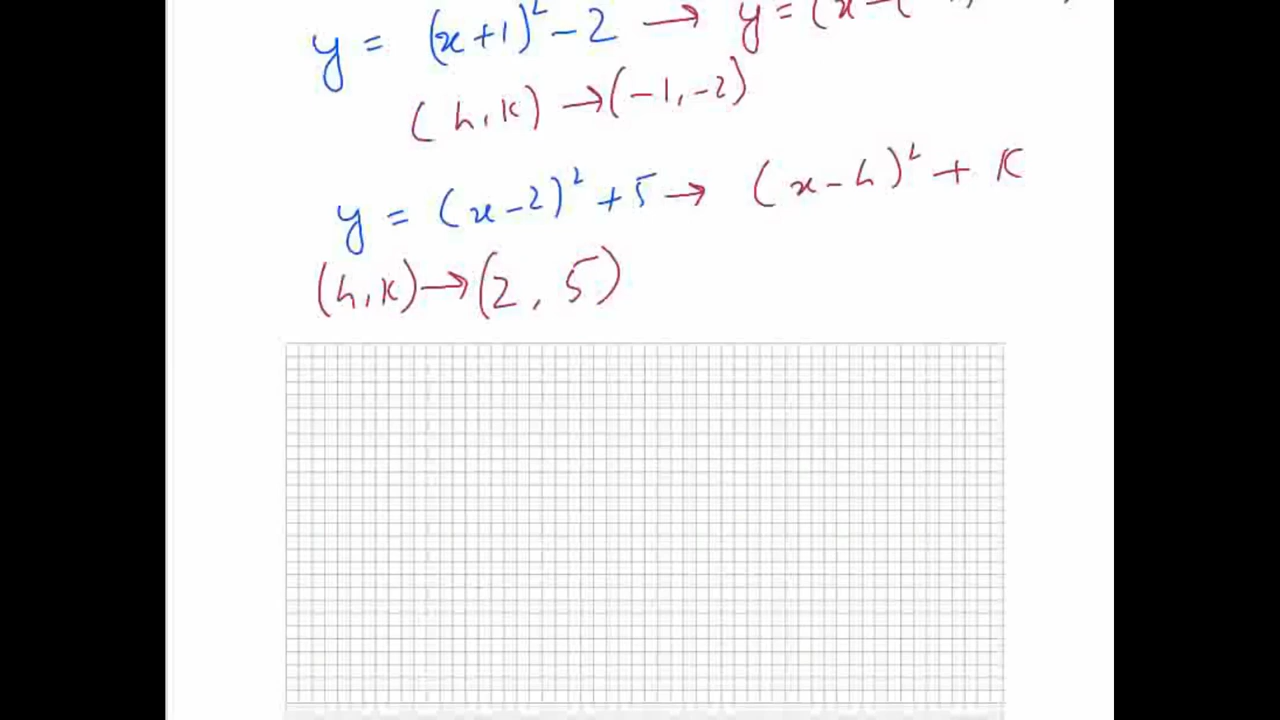 y = (x+1)² - 2 → y = (x-(
(h,k) → (-1,-2)
y = (x-2)² + 5 → (x-h)² + k
(h,k) → (2, 5)